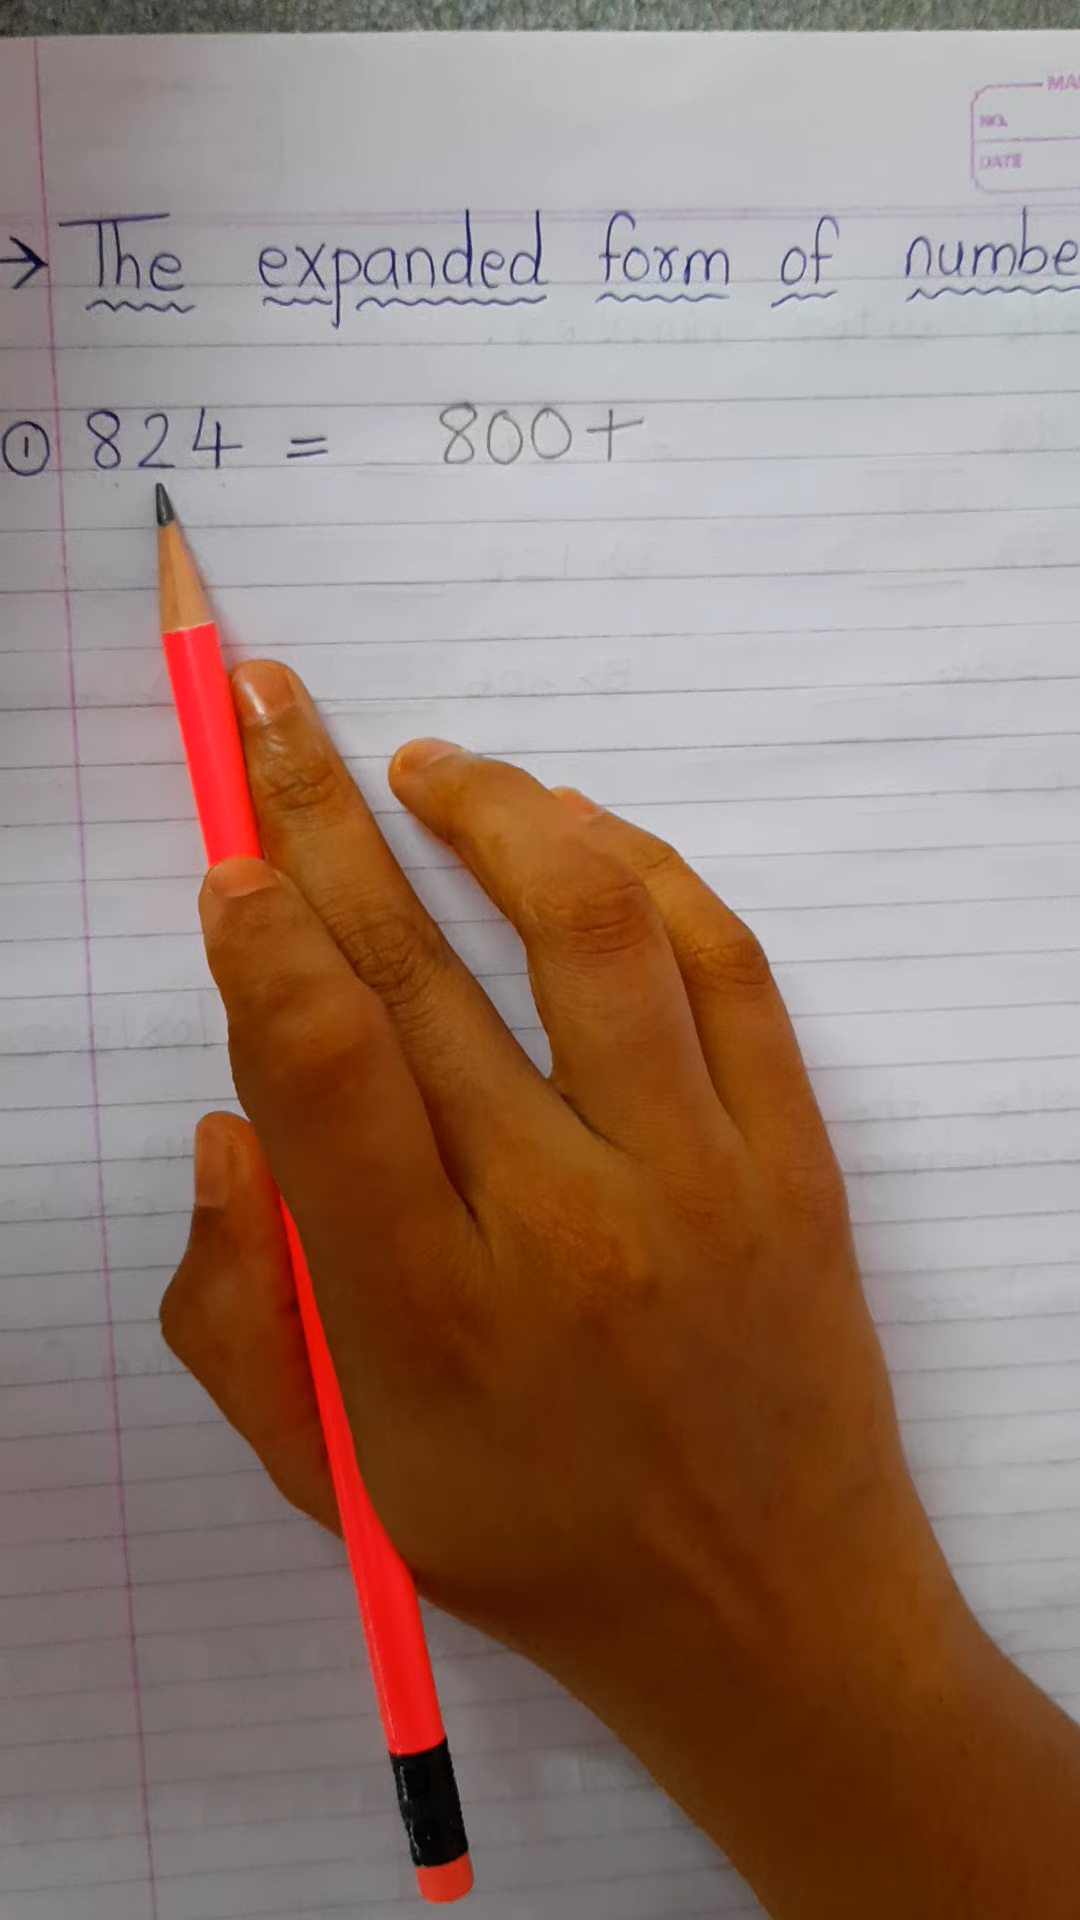 MA
NO.
DATE
→ The expanded form of numbe
① 824 = 800+